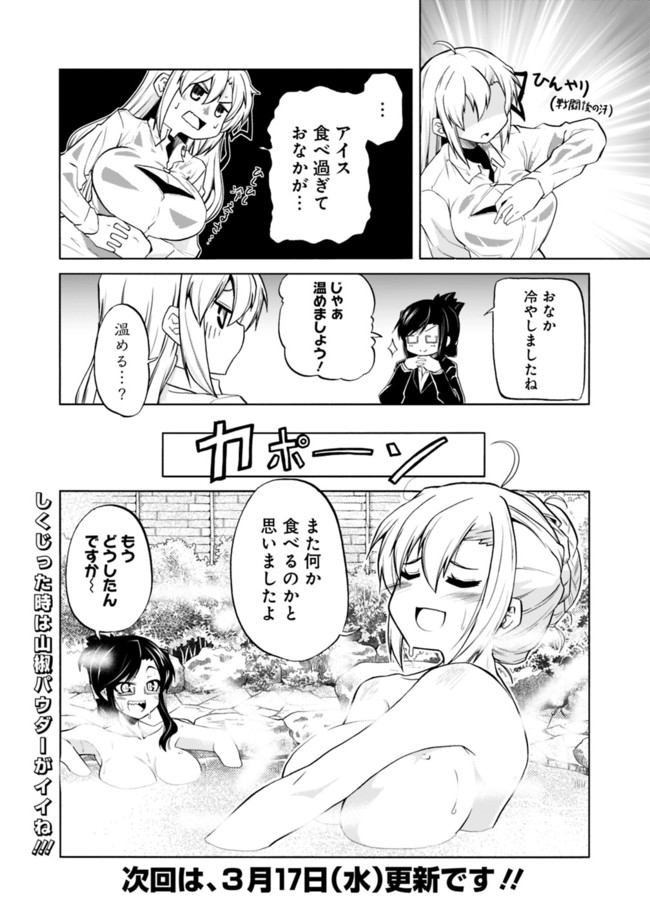 ひんやり
(戦闘後の汗)
…
アイス
食べ過ぎて
おなかが…
おなか
冷やしましたね
じゃあ
温めましょう!
温める…?
カポーン
また何か
食べるのかと
思いましたよ
もう
どうしたん
ですか〜
しくじった時は山椒パウダーがイイね!!!
次回は、3月17日(水)更新です!!